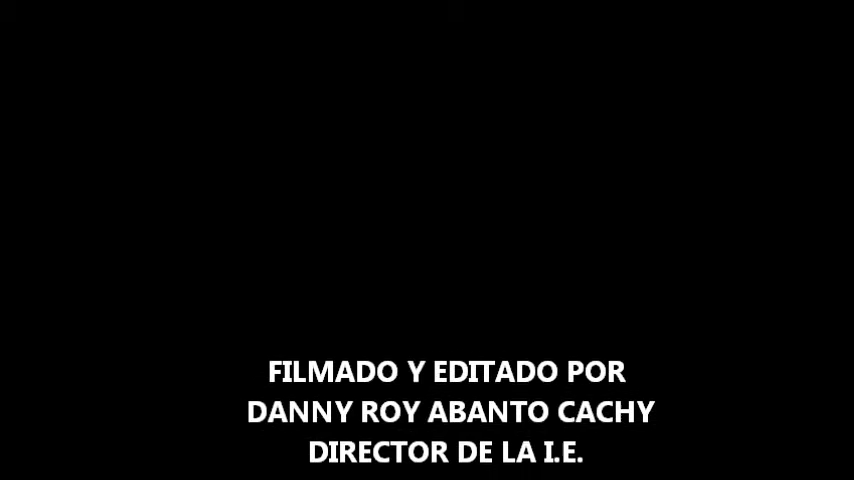 FILMADO Y EDITADO POR
DANNY ROY ABANTO CACHY
DIRECTOR DE LA I.E.